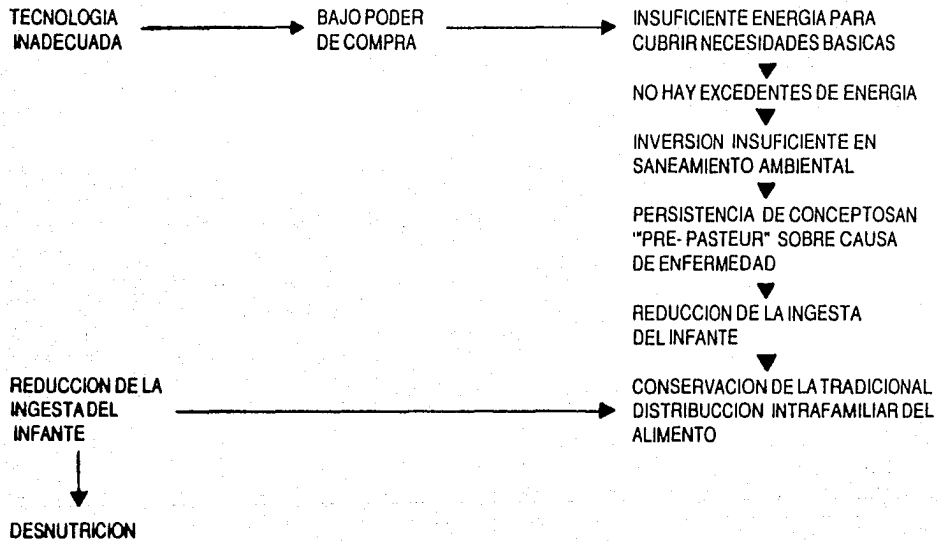 TECNOLOGIA
INADECUADA
BAJO PODER
DE COMPRA
INSUFICIENTE ENERGIA PARA
CUBRIR NECESIDADES BASICAS
NO HAY EXCEDENTES DE ENERGIA
INVERSION INSUFICIENTE EN
SANEAMIENTO AMBIENTAL
PERSISTENCIA DE CONCEPTOSAN
"'PRE-PASTEUR" SOBRE CAUSA
DE ENFERMEDAD
REDUCCION DE LA INGESTA
DEL INFANTE
REDUCCION DE LA
INGESTA DEL
INFANTE
CONSERVACION DE LA TRADICIONAL
DISTRIBUCCION INTRAFAMILIAR DEL
ALIMENTO
DESNUTRICION